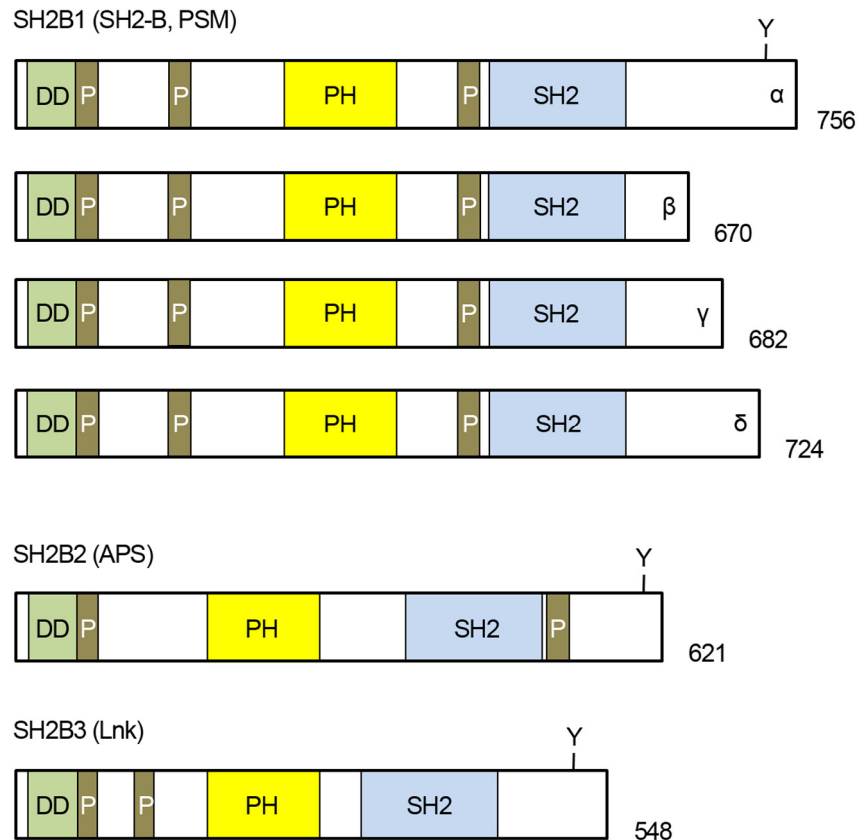 SH2B1 (SH2-B, PSM)
Y
DD P P PH P SH2 α
756
DD P P PH P SH2 β
670
DD P P PH P SH2 γ
682
DD P P PH P SH2 δ
724
SH2B2 (APS)
Y
DD P PH SH2 P
621
SH2B3 (Lnk)
Y
DD P P PH SH2
548